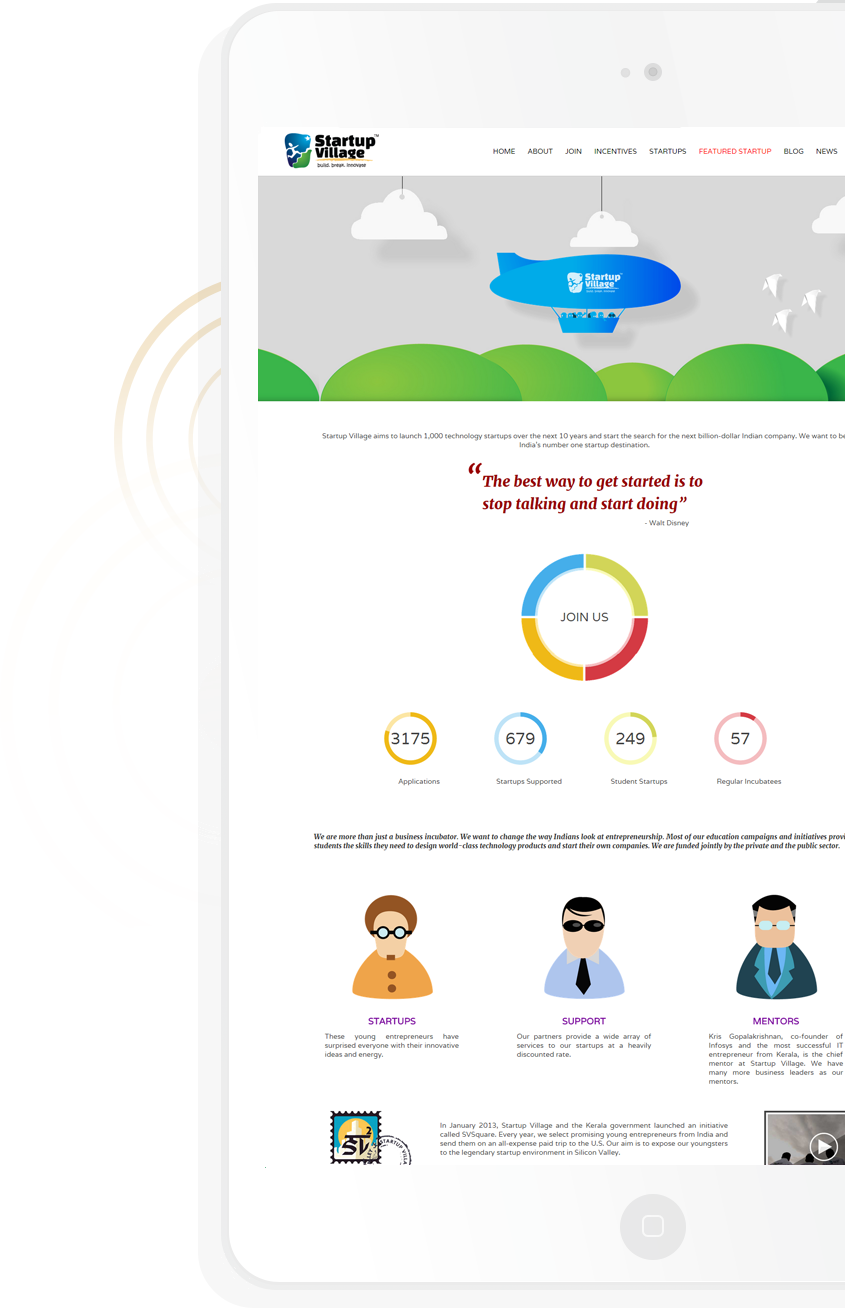 Startup
Village™
build. break. innovate
HOME ABOUT JOIN INCENTIVES STARTUPS FEATURED STARTUP BLOG NEWS
Startup
Village
Startup Village aims to launch 1,000 technology startups over the next 10 years and start the search for the next billion-dollar Indian company. We want to be
India's number one startup destination.
“The best way to get started is to
stop talking and start doing”
- Walt Disney
JOIN US
3175 679 249 57
Applications Startups Supported Student Startups Regular Incubatees
We are more than just a business incubator. We want to change the way Indians look at entrepreneurship. Most of our education campaigns and initiatives provi
students the skills they need to design world-class technology products and start their own companies. We are funded jointly by the private and the public sector.
STARTUPS SUPPORT MENTORS
These young entrepreneurs have
surprised everyone with their innovative
ideas and energy.
Our partners provide a wide array of
services to our startups at a heavily
discounted rate.
Kris Gopalakrishnan, co-founder of
Infosys and the most successful IT
entrepreneur from Kerala, is the chief
mentor at Startup Village. We have
many more business leaders as our
mentors.
SV2
STARTUP VILL
In January 2013, Startup Village and the Kerala government launched an initiative
called SVSquare. Every year, we select promising young entrepreneurs from India and
send them on an all-expense paid trip to the U.S. Our aim is to expose our youngsters
to the legendary startup environment in Silicon Valley.